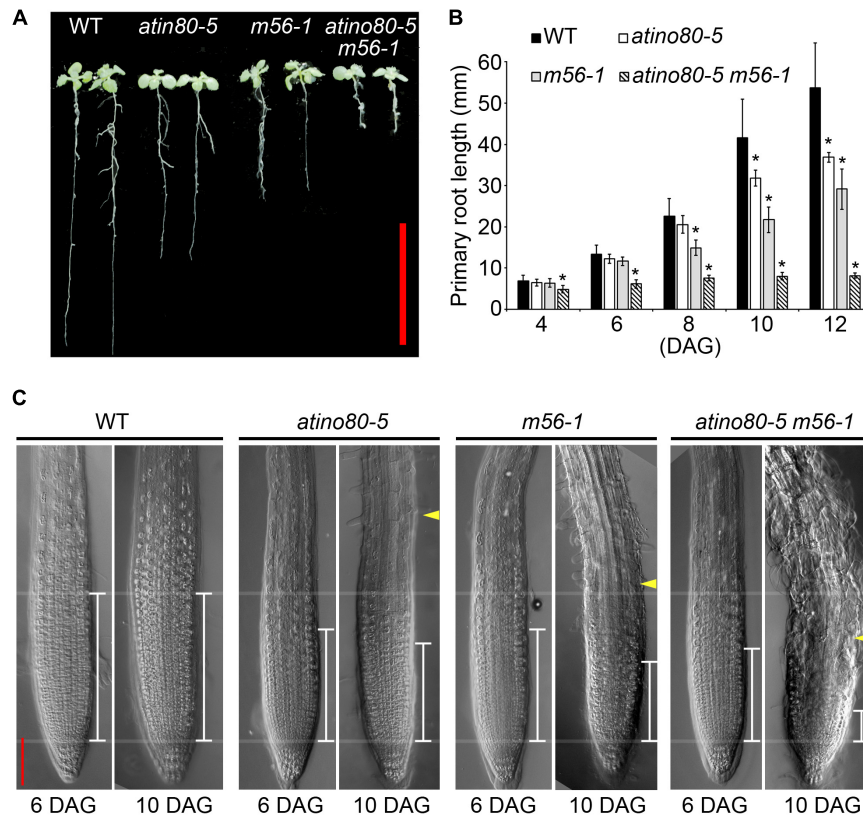 A
WT atin80-5 m56-1 atino80-5
m56-1
B
WT atino80-5
m56-1 atino80-5 m56-1
Primary root length (mm)
60
50
40
30
20
10
0
* * * * * * * * * * *
4 6 8 10 12
(DAG)
C
WT atino80-5 m56-1 atino80-5 m56-1
6 DAG 10 DAG 6 DAG 10 DAG 6 DAG 10 DAG 6 DAG 10 DAG